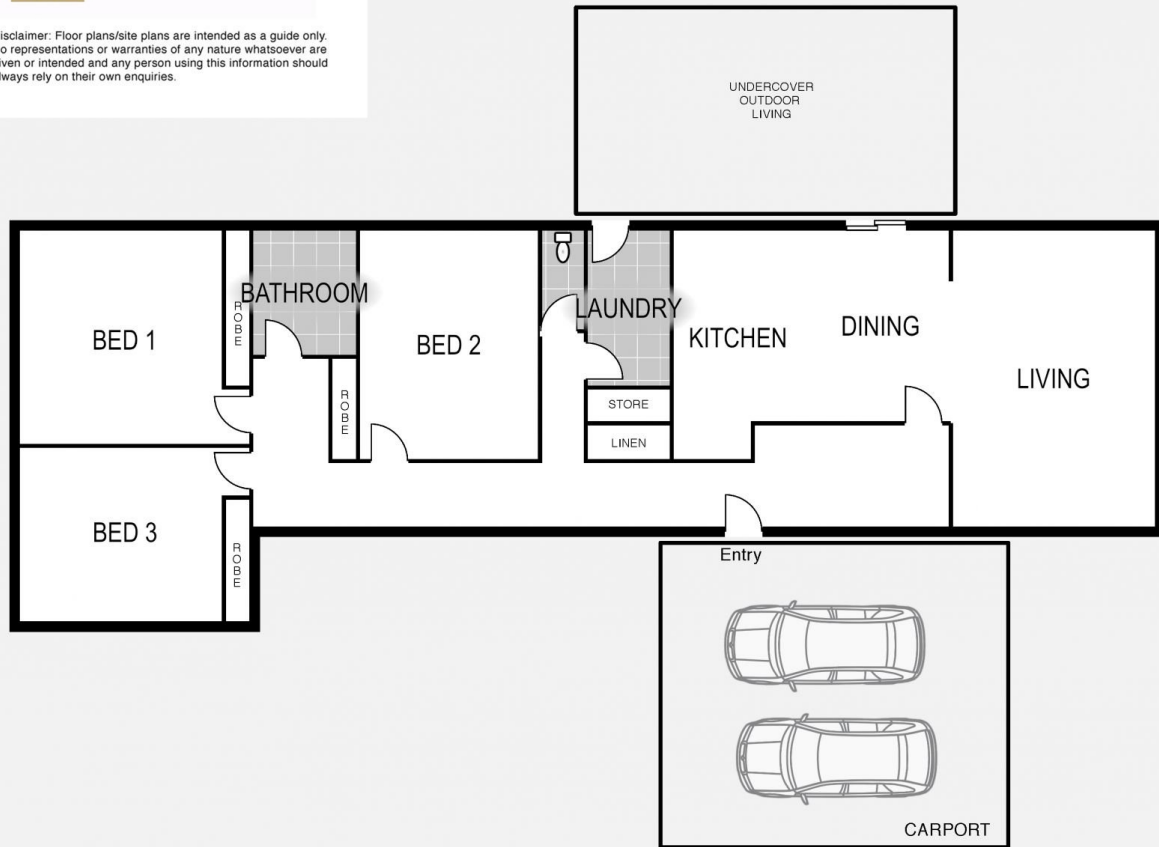 isclaimer: Floor plans/site plans are intended as a guide only.
o representations or warranties of any nature whatsoever are
iven or intended and any person using this information should
lways rely on their own enquiries.
UNDERCOVER
OUTDOOR
LIVING
BED 1
ROBE
BATHROOM
ROBE
BED 2
LAUNDRY
STORE
LINEN
KITCHEN
DINING
LIVING
BED 3
ROBE
Entry
CARPORT